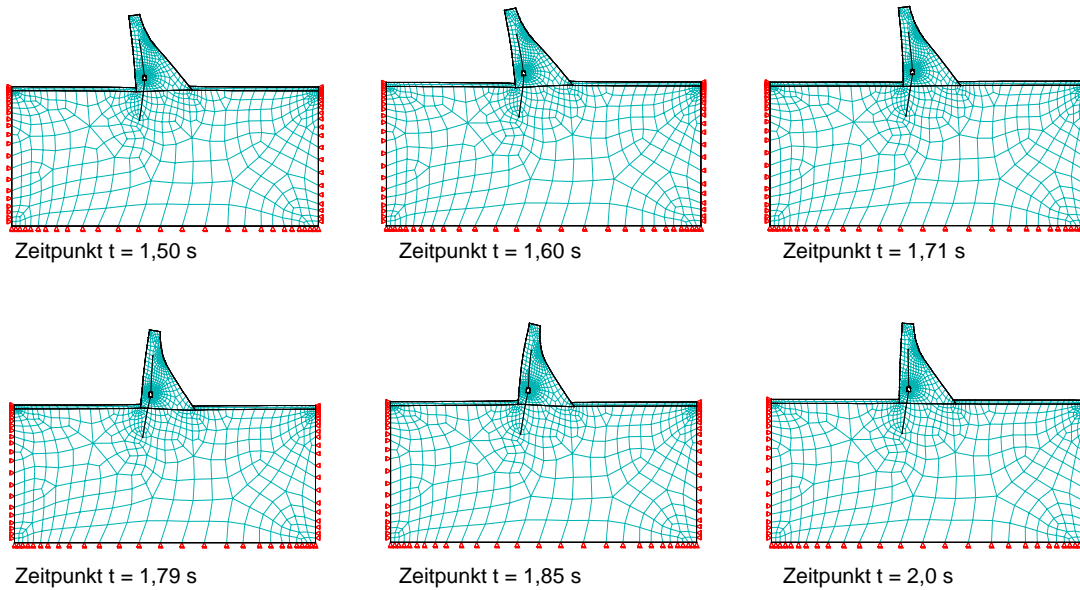 Zeitpunkt t = 1,50 s
Zeitpunkt t = 1,60 s
Zeitpunkt t = 1,71 s
Zeitpunkt t = 1,79 s
Zeitpunkt t = 1,85 s
Zeitpunkt t = 2,0 s